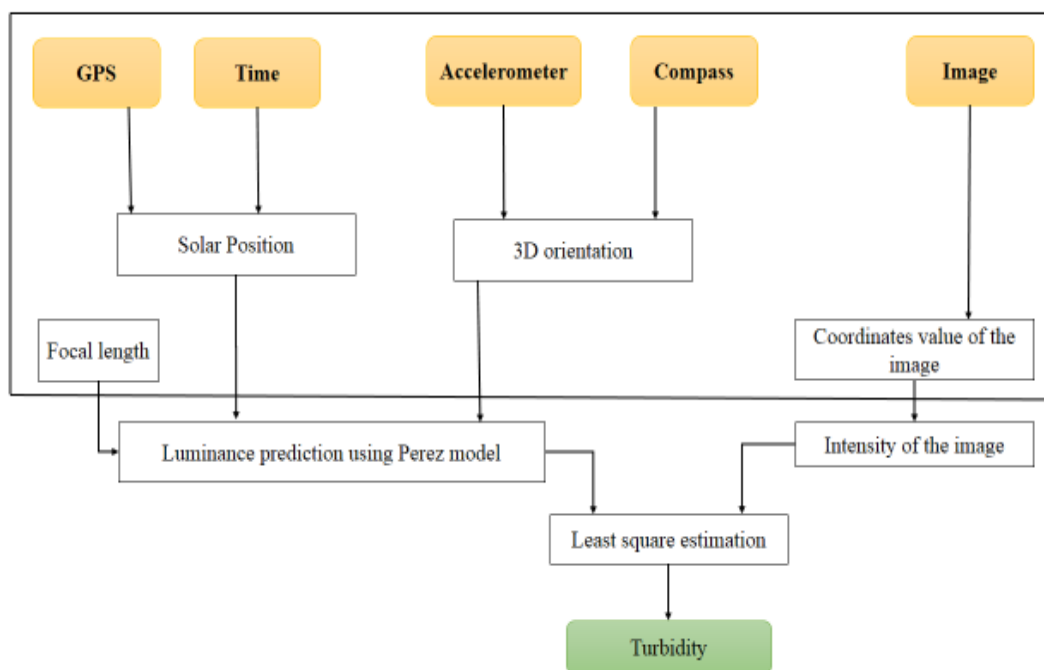 GPS
Time
Accelerometer
Compass
Image
Solar Position
3D orientation
Focal length
Coordinates value of the
image
Luminance prediction using Perez model
Intensity of the image
Least square estimation
Turbidity